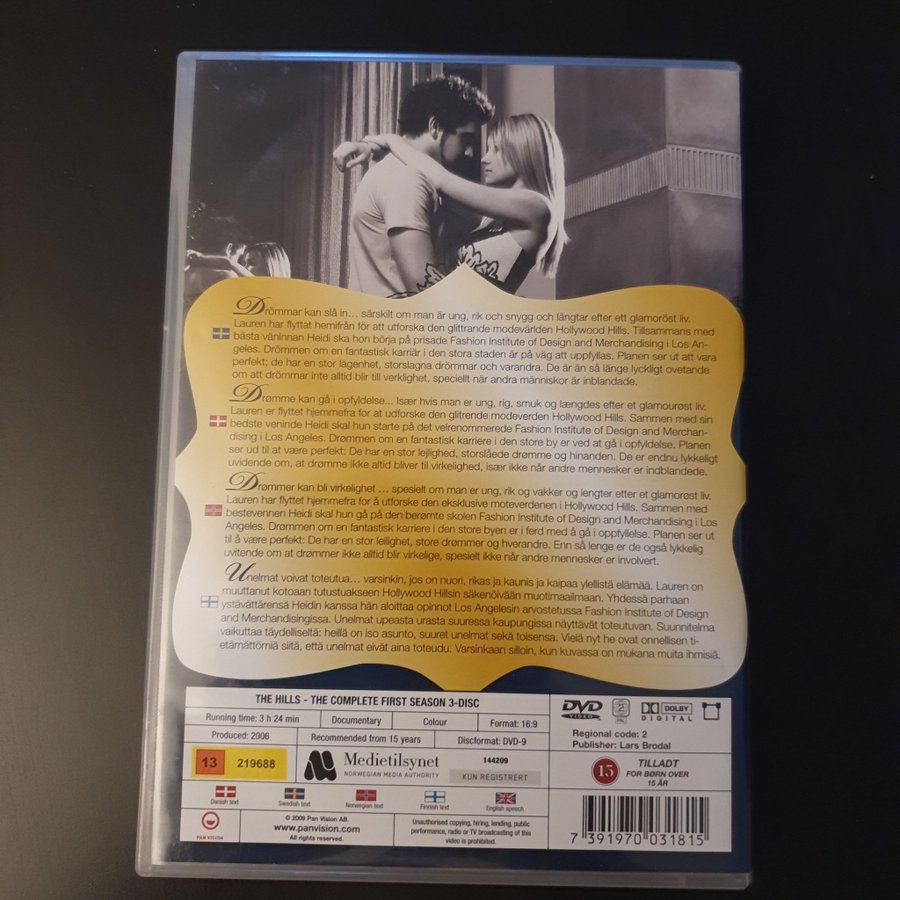 Drömmar kan slå in... särskilt om man är ung, rik och snygg och längtar efter ett glamoröst liv.
Lauren har flyttat hemifrån för att utforska den glittrande modevärlden Hollywood Hills. Tillsammans med
bästa väninnan Heidi ska hon börja på prisade Fashion Institute of Design and Merchandising i Los An-
geles. Drömmen om en fantastisk karriär i den stora staden är på väg att uppfyllas. Planen ser ut att vara
perfekt; de har en stor lägenhet, storslagna drömmar och varandra. De är än så länge lyckligt ovetande
om att drömmar inte alltid blir till verklighet, speciellt när andra människor är inblandade.
Drømme kan gå i opfyldelse... Især hvis man er ung, rig, smuk og længdes efter et glamourøst liv.
Lauren er flyttet hjemmefra for at udforske den glitrende modeverden Hollywood Hills. Sammen med sin
bedste veninde Heidi skal hun starte på det velrenommerede Fashion Institute of Design and Merchan-
dising i Los Angeles. Drømmen om en fantastisk karriere i den store by er ved at gå i opfyldelse. Planen
ser ud til at være perfekt: De har en stor lejlighed, storslåede drømme og hinanden. De er endnu lykkeligt
uvidende om, at drømme ikke altid bliver til virkelighed, især ikke når andre mennesker er indblandede.
Drømmer kan bli virkelighet ... spesielt om man er ung, rik og vakker og lengter etter et glamorøst liv.
Lauren har flyttet hjemmefra for å utforske den eksklusive moteverdenen i Hollywood Hills. Sammen med
bestevennen Heidi skal hun gå på den berømte skolen Fashion Institute of Design and Merchandising i Los
Angeles. Drømmen om en fantastisk karriere i den store byen er i ferd med å gå i oppfyllelse. Planen ser ut
til å være perfekt: De har en stor leilighet, store drømmer og hverandre. Enn så lenge er de også lykkelig
uvitende om at drømmer ikke alltid blir virkelige, spesielt ikke når andre mennesker er involvert.
Unelmat voivat toteutua... varsinkin, jos on nuori, rikas ja kaunis ja kaipaa ylellistä elämää. Lauren on
muuttanut kotoaan tutustuakseen Hollywood Hillsin säkenöivään muotimaailmaan. Yhdessä parhaan
ystävättärensä Heidin kanssa hän aloittaa opinnot Los Angelesin arvostetussa Fashion Institute of Design
and Merchandisingissa. Unelmat upeasta urasta suuressa kaupungissa näyttävät toteutuvan. Suunnitelma
vaikuttaa täydelliseltä: heillä on iso asunto, suuret unelmat sekä toisensa. Vielä nyt he ovat onnellisen ti-
etämättömiä siitä, että unelmat eivät aina toteudu. Varsinkaan silloin, kun kuvassa on mukana muita ihmisiä.
THE HILLS - THE COMPLETE FIRST SEASON 3-DISC
Running time: 3 h 24 min Documentary Colour Format: 16:9
Produced: 2006 Recommended from 15 years Discformat: DVD-9
13 219688 Medietilsynet 144209
NORWEGIAN MEDIA AUTHORITY KUN REGISTRERT
Danish text Swedish text Norwegian text Finnish text English speech
PAN VISION
© 2009 Pan Vision AB.
www.panvision.com
All rights reserved.
Unauthorised copying, hiring, lending, public
performance, radio or TV broadcasting of this
video is prohibited.
DVD VIDEO 2 DOLBY DIGITAL
Regional code: 2
Publisher: Lars Brodal
15 TILLADT
FOR BØRN OVER
15 ÅR
7 391970 031815